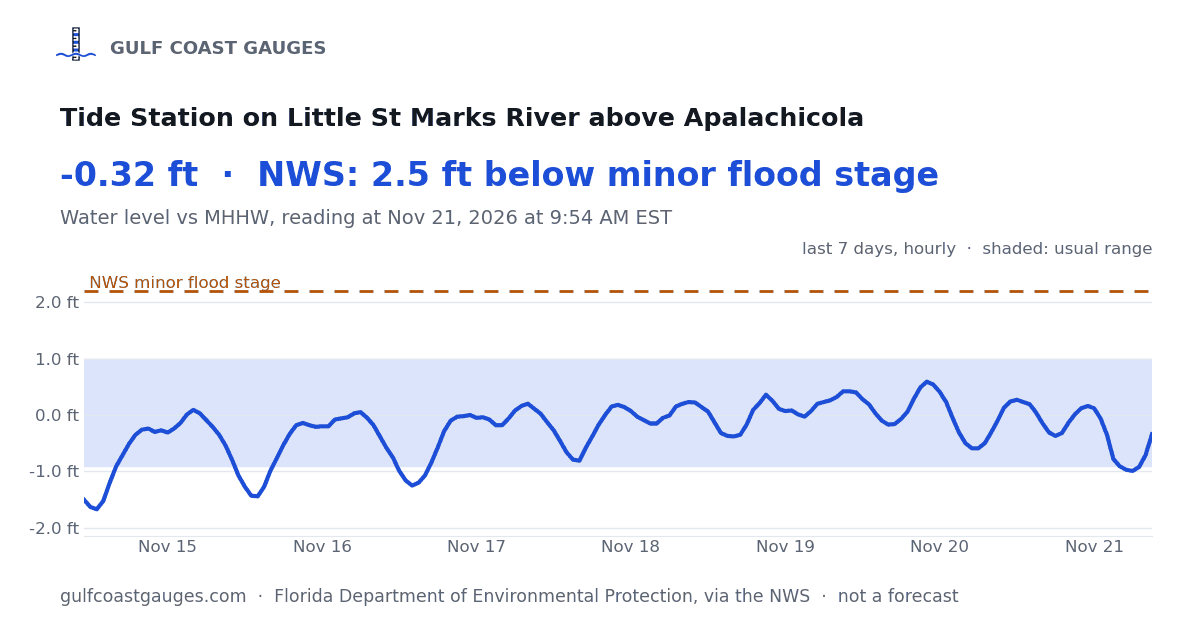 GULF COAST GAUGES
Tide Station on Little St Marks River above Apalachicola
-0.32 ft · NWS: 2.5 ft below minor flood stage
Water level vs MHHW, reading at Nov 21, 2026 at 9:54 AM EST
last 7 days, hourly · shaded: usual range
NWS minor flood stage
2.0 ft
1.0 ft
0.0 ft
-1.0 ft
-2.0 ft
Nov 15 Nov 16 Nov 17 Nov 18 Nov 19 Nov 20 Nov 21
gulfcoastgauges.com · Florida Department of Environmental Protection, via the NWS · not a forecast